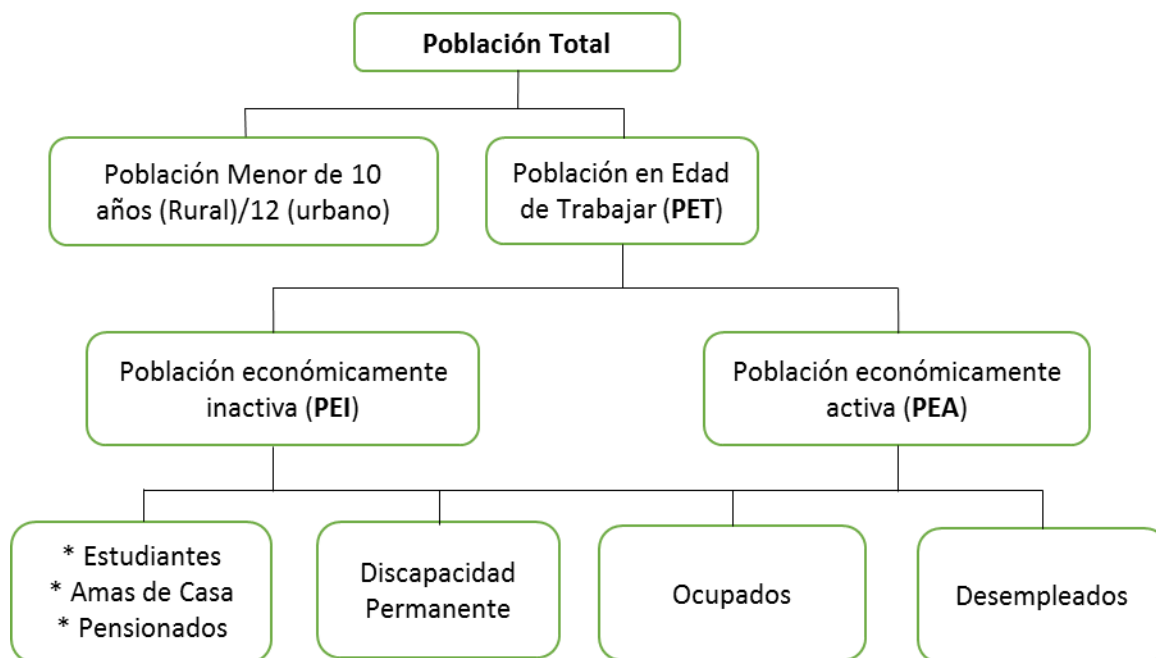 Población Total
Población Menor de 10
años (Rural)/12 (urbano)
Población en Edad
de Trabajar (PET)
Población económicamente
inactiva (PEI)
Población económicamente
activa (PEA)
* Estudiantes
* Amas de Casa
* Pensionados
Discapacidad
Permanente
Ocupados
Desempleados